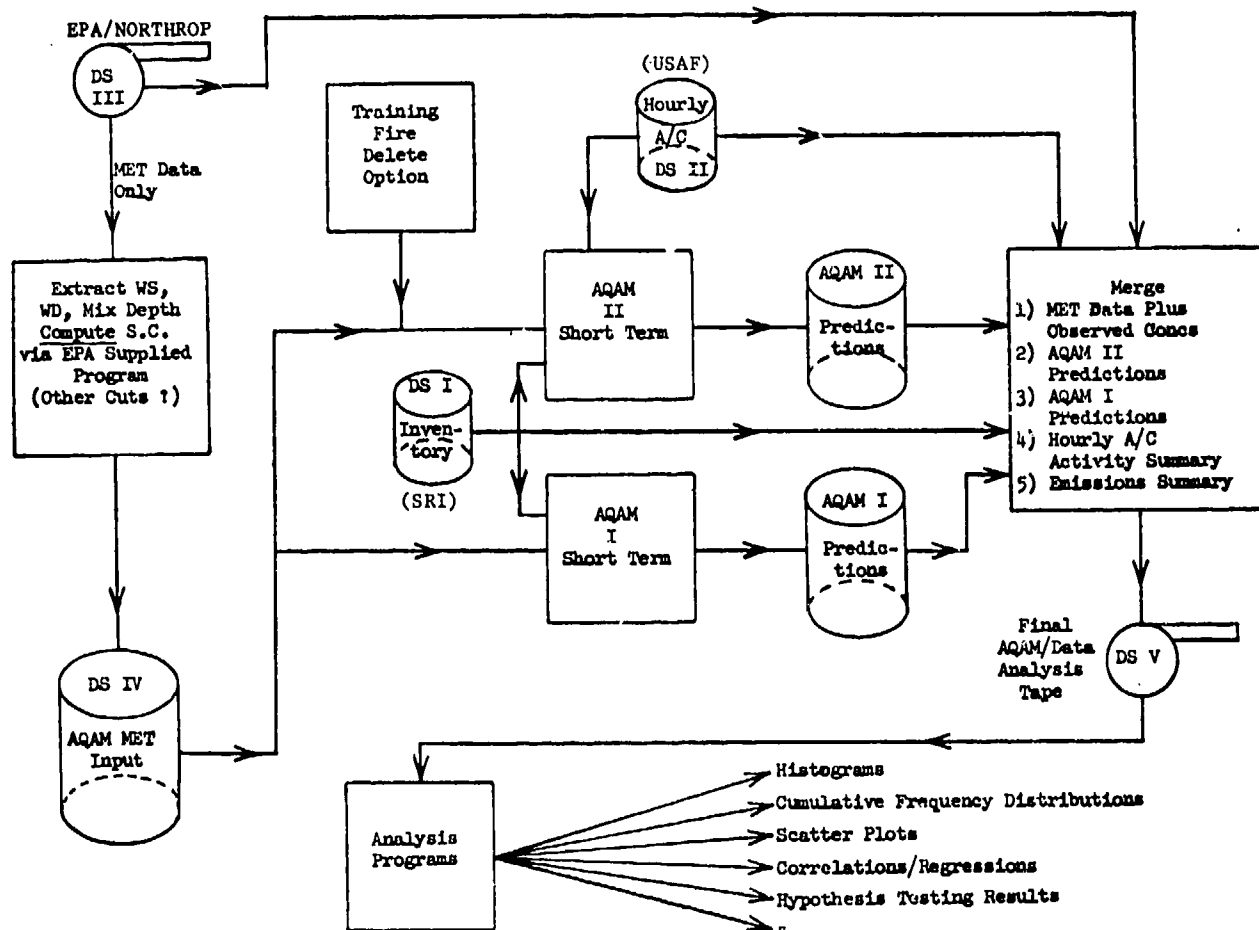 EPA/NORTHROP
DS
III
MET Data
Only
Extract WS,
WD, Mix Depth
Compute S.C.
via EPA Supplied
Program
(Other Cuts ?)
DS IV
AQAM MET
Input
Training
Fire
Delete
Option
(USAF)
Hourly
A/C
DS II
AQAM
II
Short Term
DS I
Inven-
tory
(SRI)
AQAM
I
Short Term
AQAM II
Predic-
tions
AQAM I
Predic-
tions
Merge
1) MET Data Plus
Observed Concs
2) AQAM II
Predictions
3) AQAM I
Predictions
4) Hourly A/C
Activity Summary
5) Emissions Summary
Final
AQAM/Data
Analysis
Tape
DS V
Analysis
Programs
Histograms
Cumulative Frequency Distributions
Scatter Plots
Correlations/Regressions
Hypothesis Testing Results